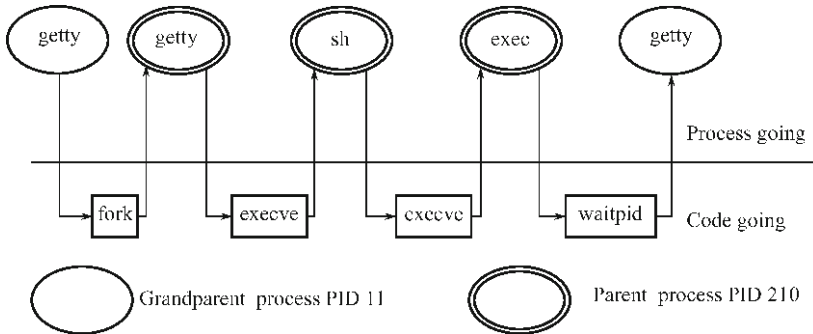 getty
getty
sh
exec
getty
Process going
fork
execve
execve
waitpid
Code going
Grandparent process PID 11
Parent process PID 210